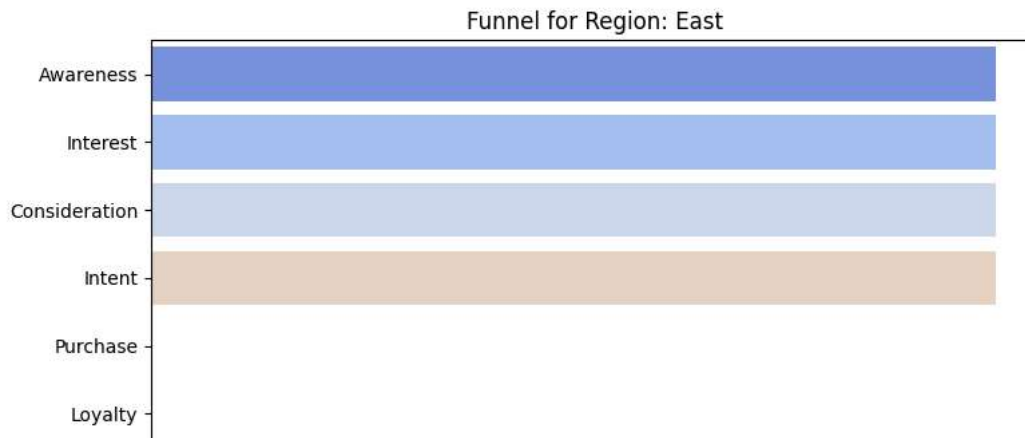 Funnel for Region: East
Awareness
Interest
Consideration
Intent
Purchase
Loyalty